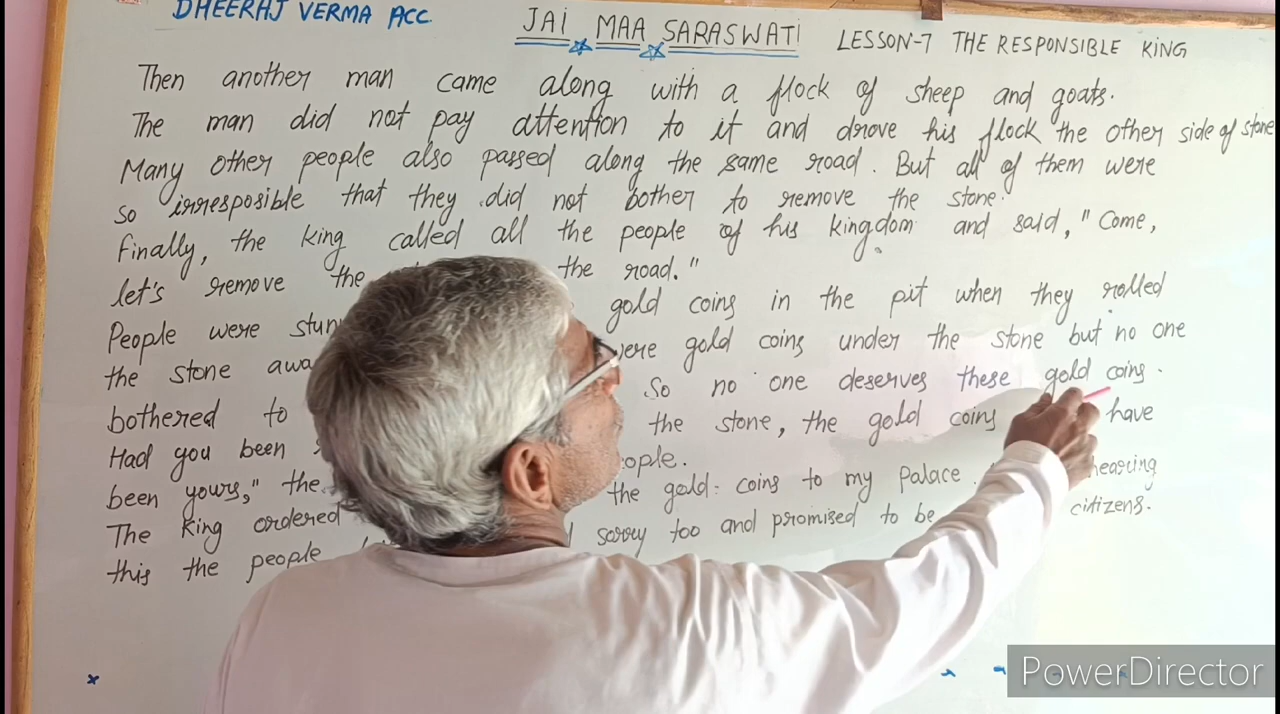 DHEERAJ VERMA ACC.
JAI MAA SARASWATI
LESSON-7 THE RESPONSIBLE KING
Then another man came along with a flock of sheep and goats.
The man did not pay attention to it and drove his flock the other side of stone
Many other people also passed along the same road. But all of them were
so irresposible that they did not bother to remove the stone.
Finally, the king called all the people of his kingdom and said, "Come,
let's remove the the road."
People were gold coins in the pit when they rolled
the stone gold coins under the stone but no one
bothered to So no one deserves these gold coins.
Had you been the stone, the gold coins have
been yours," the
The king ordered the gold coins to my palace. hearing
this the people sorry too and promised to be citizens.
PowerDirector